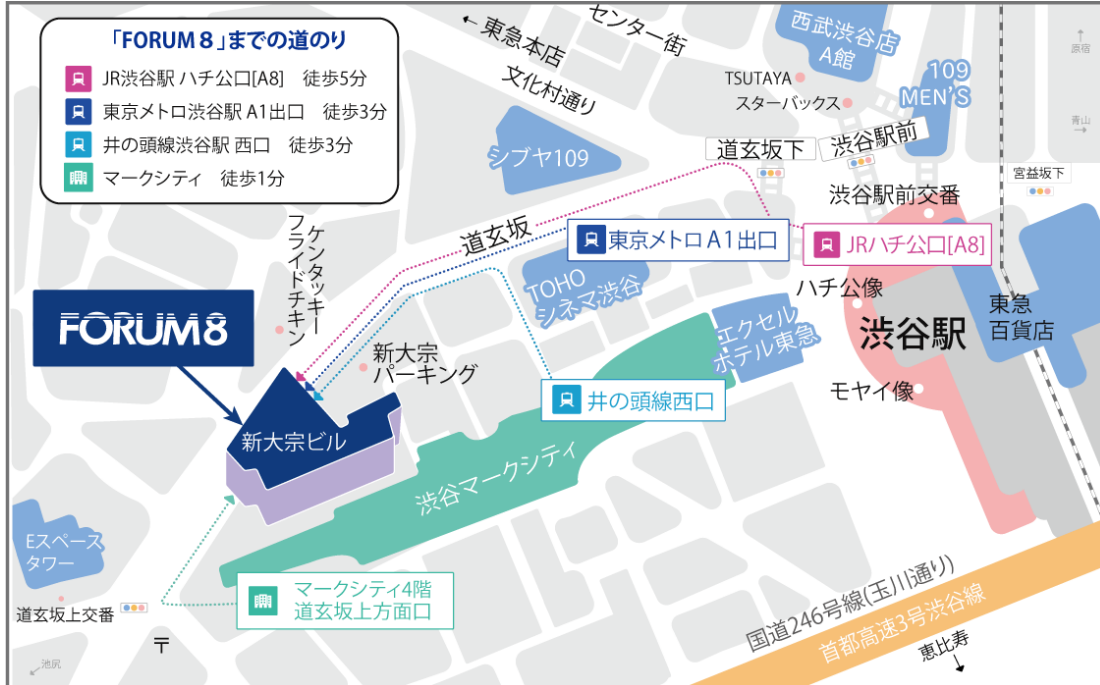 「FORUM８」までの道のり
JR渋谷駅 ハチ公口[A8]　徒歩5分
東京メトロ渋谷駅 A1出口　徒歩3分
井の頭線渋谷駅 西口　徒歩3分
マークシティ　徒歩1分
←東急本店
センター街
文化村通り
西武渋谷店
A館
TSUTAYA
スターバックス
109
MEN'S
↑
原宿
青山
→
シブヤ109
道玄坂下
渋谷駅前
宮益坂下
渋谷駅前交番
道玄坂
東京メトロ A1出口
JRハチ公口[A8]
ケンタッキー
フライドチキン
TOHO
シネマ渋谷
ハチ公像
エクセル
ホテル東急
渋谷駅
東急
百貨店
FORUM8
新大宗
パーキング
モヤイ像
井の頭線西口
新大宗ビル
渋谷マークシティ
Eスペース
タワー
マークシティ4階
道玄坂上方面口
道玄坂上交番
〒
池尻
↙
国道246号線(玉川通り)
首都高速3号渋谷線
恵比寿
↓